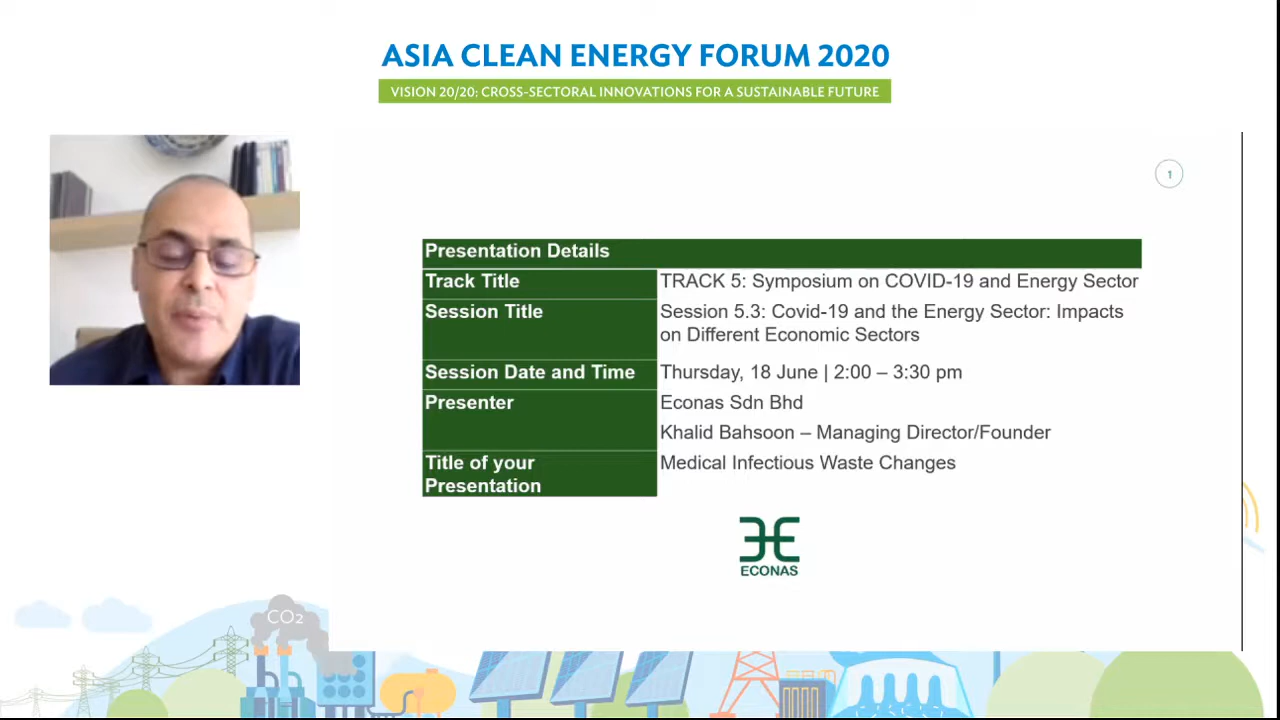 ASIA CLEAN ENERGY FORUM 2020
VISION 20/20: CROSS-SECTORAL INNOVATIONS FOR A SUSTAINABLE FUTURE
1
Presentation Details
Track Title
TRACK 5: Symposium on COVID-19 and Energy Sector
Session Title
Session 5.3: Covid-19 and the Energy Sector: Impacts
on Different Economic Sectors
Session Date and Time
Thursday, 18 June | 2:00 – 3:30 pm
Presenter
Econas Sdn Bhd
Khalid Bahsoon – Managing Director/Founder
Title of your
Presentation
Medical Infectious Waste Changes
ECONAS
CO2